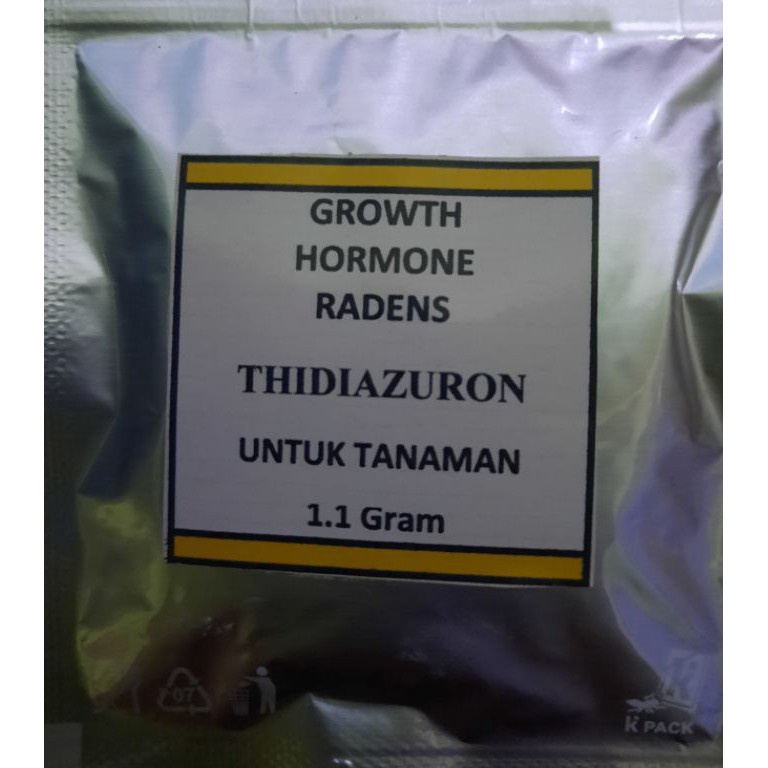 GROWTH
HORMONE
RADENS
THIDIAZURON
UNTUK TANAMAN
1.1 Gram
07
K PACK